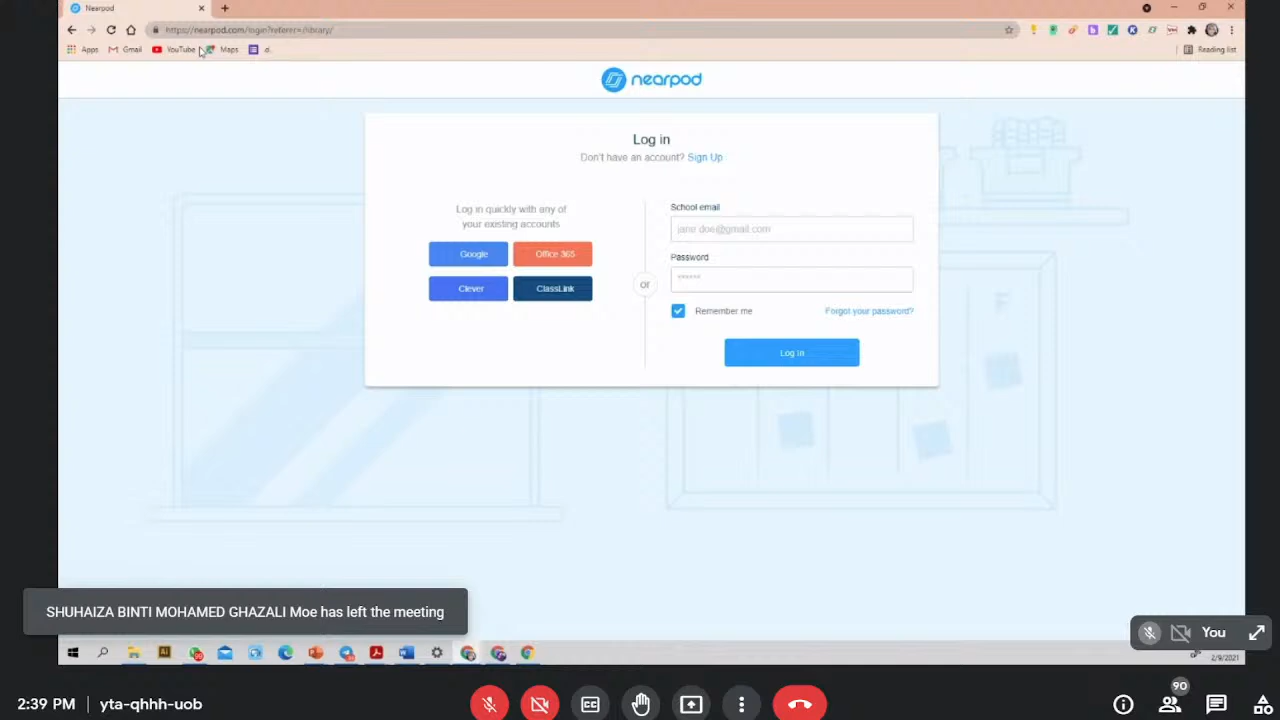 Nearpod
https://nearpod.com/login?referer=/library/
Apps
Gmail
YouTube
Maps
Reading list
nearpod
Log in
Don't have an account? Sign Up
Log in quickly with any of
your existing accounts
Google
Office 365
Clever
ClassLink
or
School email
jane.doe@gmail.com
Password
******
Remember me
Forgot your password?
Log in
SHUHAIZA BINTI MOHAMED GHAZALI Moe has left the meeting
You
2/9/2021
2:39 PM | yta-qhhh-uob
90